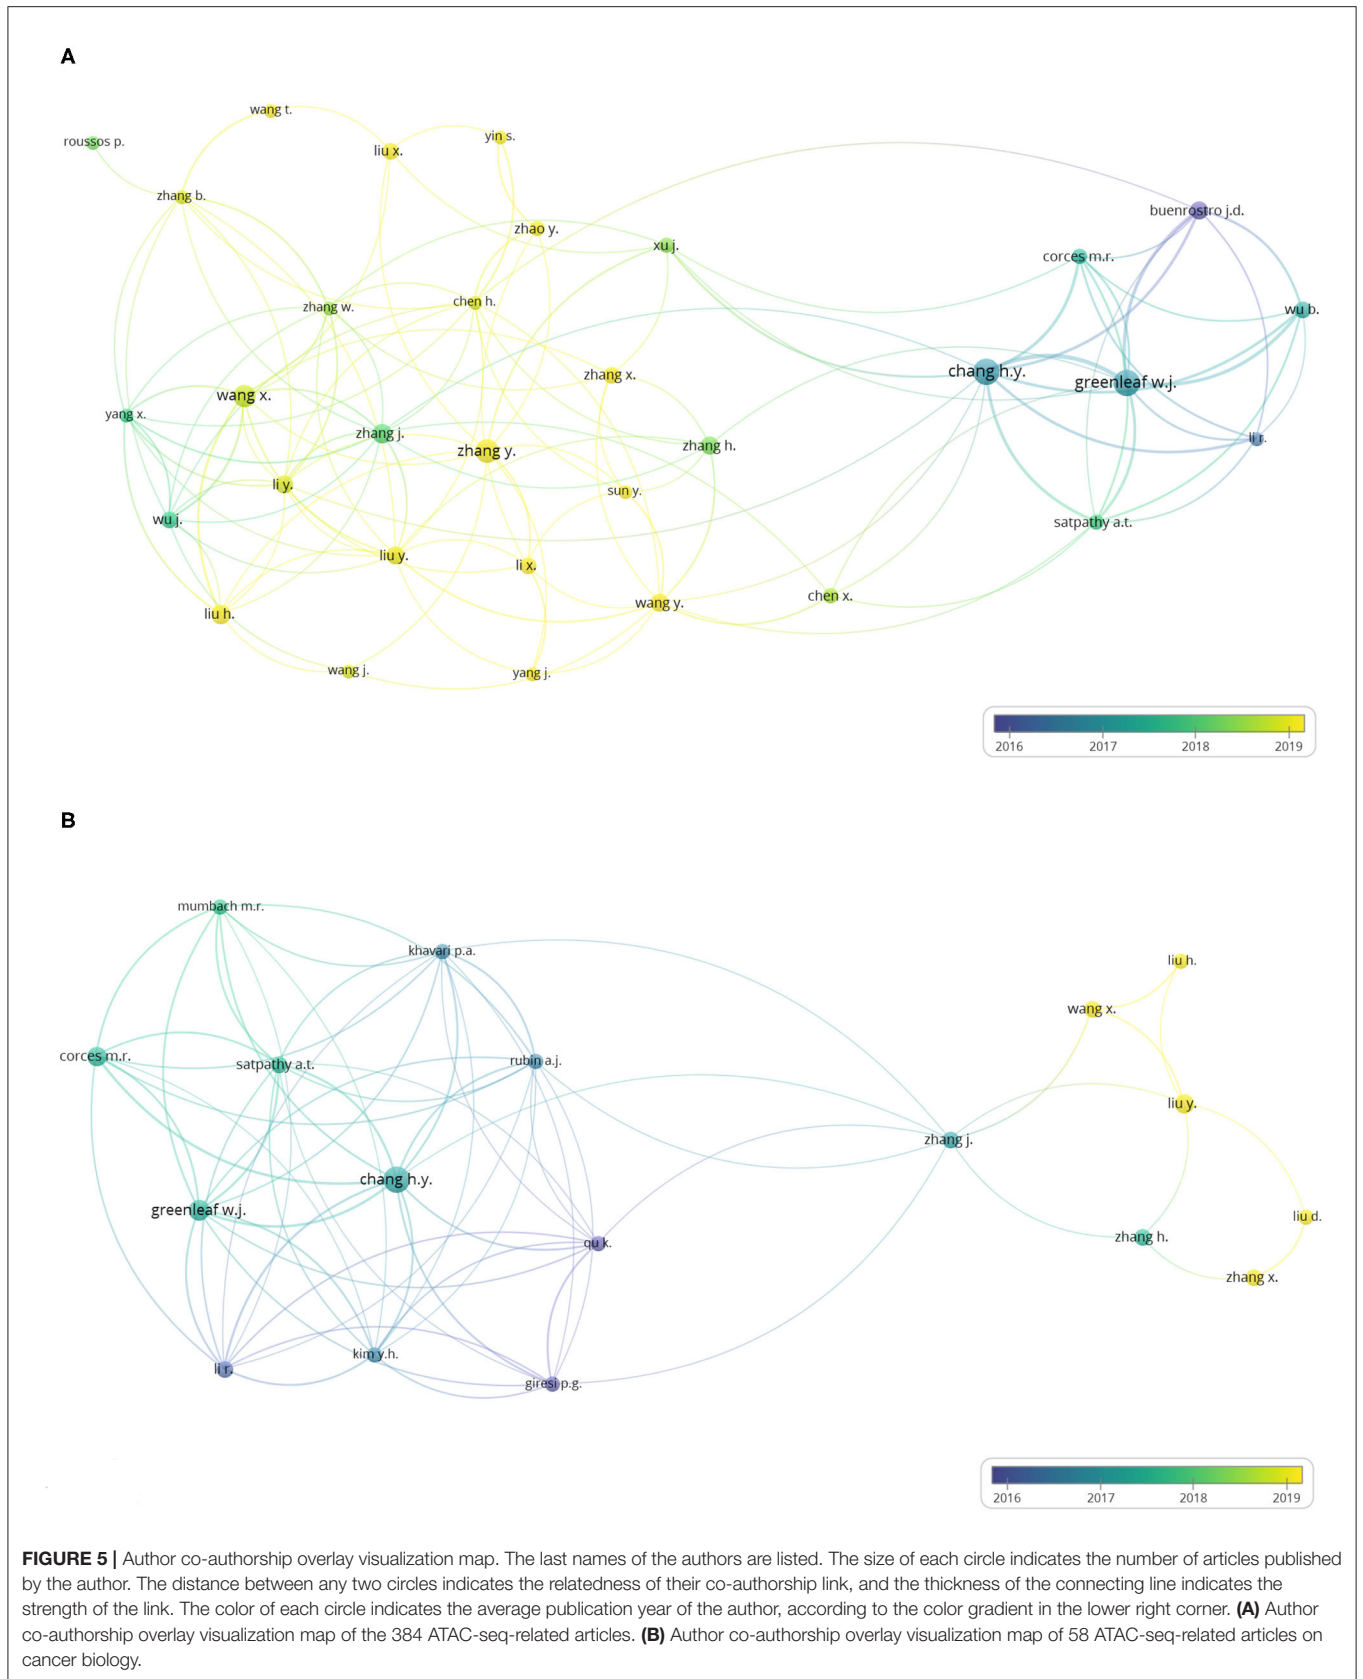 A
wang t.
roussos p.
liu x.
yin s.
zhang b.
buenrostro j.d.
zhao y.
xu j.
corces m.r.
zhang w.
chen h.
wu b.
zhang x.
chang h.y.
greenleaf w.j.
wang x.
yang x.
zhang j.
zhang y.
zhang h.
li r.
li y.
sun y.
wu j.
satpathy a.t.
liu y.
li x.
liu h.
wang y.
chen x.
wang j.
yang j.
2016 2017 2018 2019
B
mumbach m.r.
khavari p.a.
liu h.
wang x.
corces m.r.
satpathy a.t.
rubin a.j.
liu y.
zhang j.
chang h.y.
greenleaf w.j.
liu d.
qu k.
zhang h.
zhang x.
li r.
kim y.h.
giresi p.g.
2016 2017 2018 2019
FIGURE 5 | Author co-authorship overlay visualization map. The last names of the authors are listed. The size of each circle indicates the number of articles published
by the author. The distance between any two circles indicates the relatedness of their co-authorship link, and the thickness of the connecting line indicates the
strength of the link. The color of each circle indicates the average publication year of the author, according to the color gradient in the lower right corner. (A) Author
co-authorship overlay visualization map of the 384 ATAC-seq-related articles. (B) Author co-authorship overlay visualization map of 58 ATAC-seq-related articles on
cancer biology.